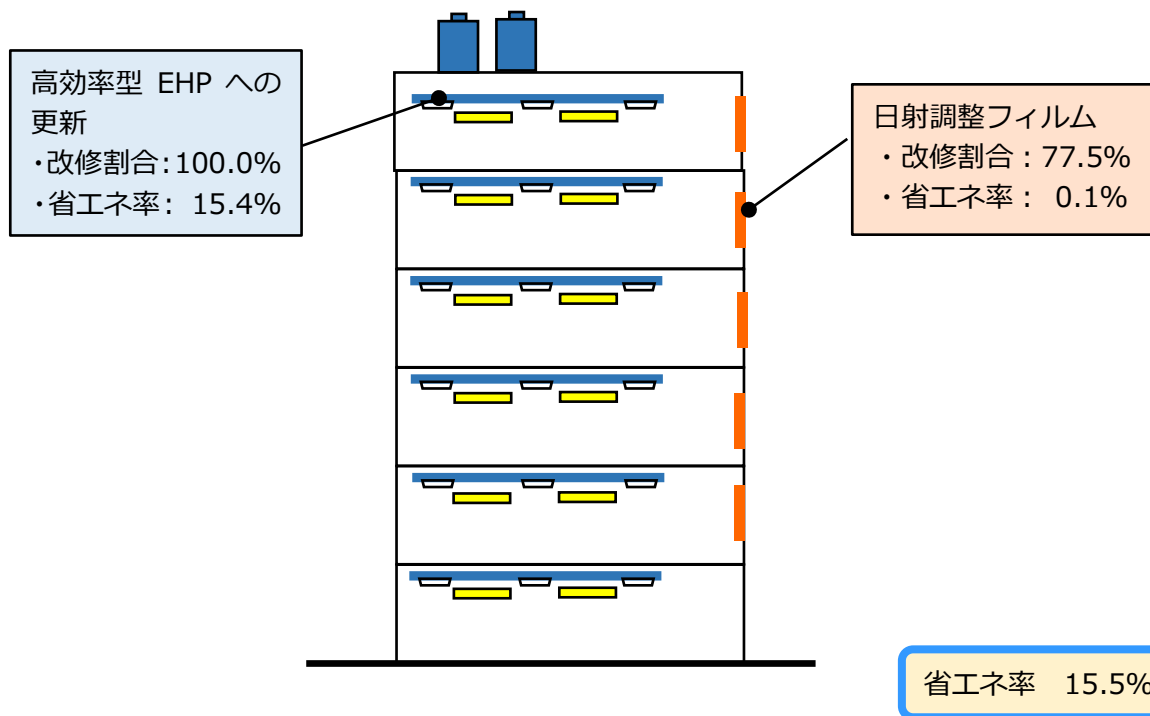 高効率型 EHP への
更新
・改修割合：100.0%
・省エネ率： 15.4%
日射調整フィルム
・改修割合：77.5%
・省エネ率： 0.1%
省エネ率　15.5%